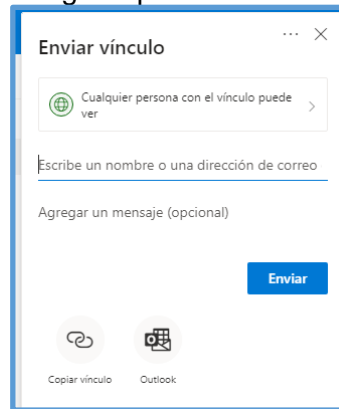 Enviar vínculo
Cualquier persona con el vínculo puede
ver
Escribe un nombre o una dirección de correo
Agregar un mensaje (opcional)
Enviar
Copiar vínculo Outlook